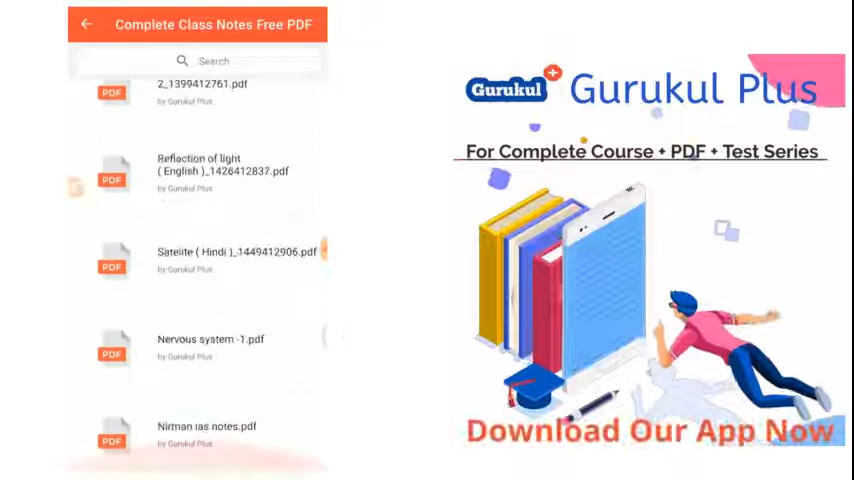 Complete Class Notes Free PDF
Search
2_1399412761.pdf
PDF
by Gurukul Plus
Reflection of light
( English )_1426412837.pdf
PDF
by Gurukul Plus
Satelite ( Hindi )_1449412906.pdf
PDF
by Gurukul Plus
Nervous system -1.pdf
PDF
by Gurukul Plus
Nirman ias notes.pdf
PDF
by Gurukul Plus
Gurukul+
Gurukul Plus
For Complete Course + PDF + Test Series
Download Our App Now